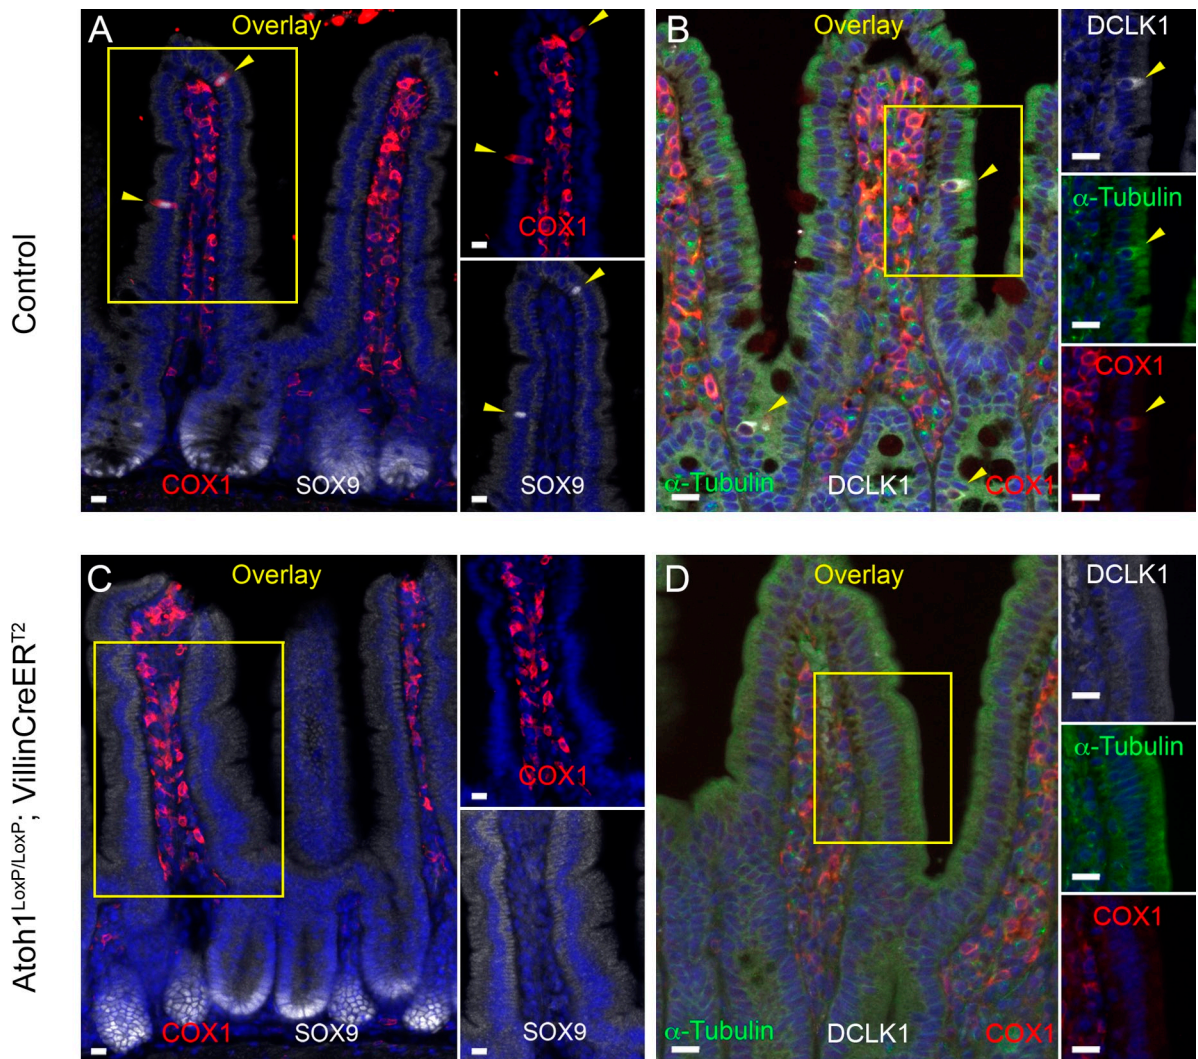 Control
A
Overlay
COX1
SOX9
COX1
SOX9
B
Overlay
α-Tubulin
DCLK1
COX1
DCLK1
α-Tubulin
COX1
Atoh1LoxP/LoxP; VillinCreERT2
C
Overlay
COX1
SOX9
COX1
SOX9
D
Overlay
α-Tubulin
DCLK1
COX1
DCLK1
α-Tubulin
COX1